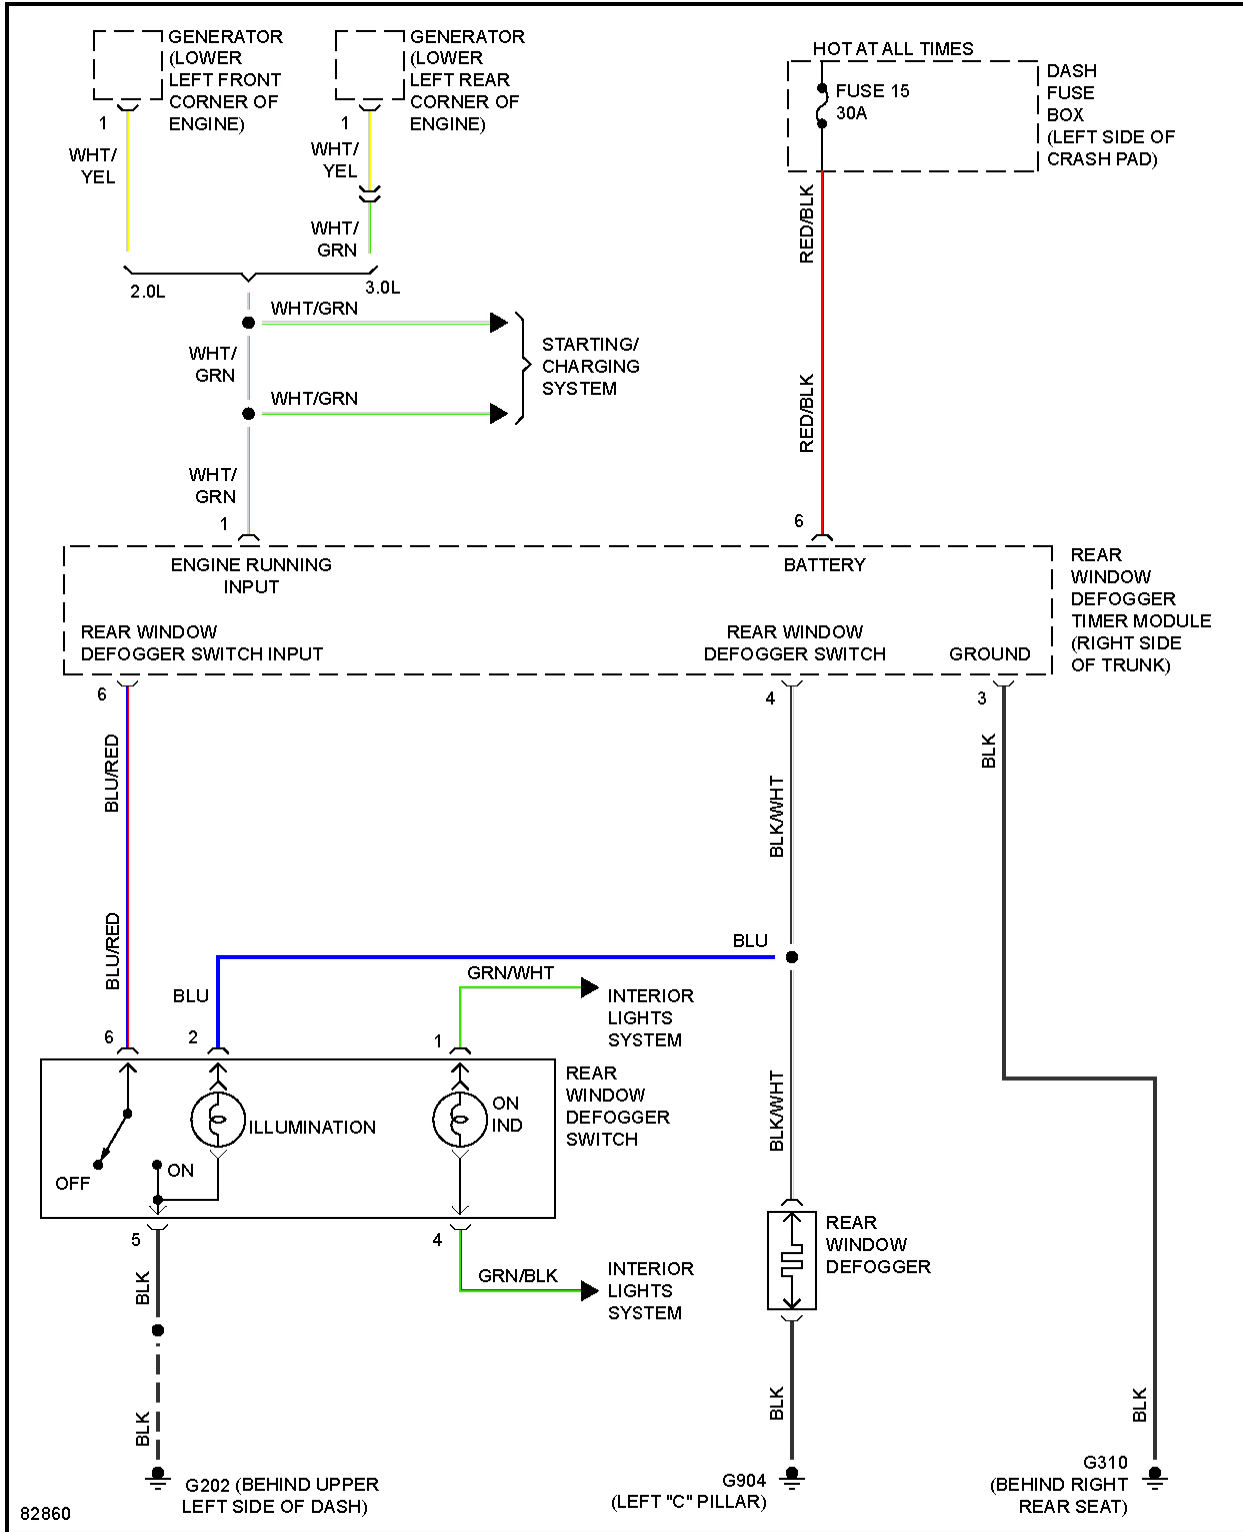 GENERATOR
(LOWER
LEFT FRONT
CORNER OF
ENGINE)
1
WHT/
YEL
GENERATOR
(LOWER
LEFT REAR
CORNER OF
ENGINE)
1
WHT/
YEL
WHT/
GRN
2.0L
3.0L
WHT/GRN
WHT/
GRN
WHT/GRN
STARTING/
CHARGING
SYSTEM
WHT/
GRN
1
HOT AT ALL TIMES
FUSE 15
30A
DASH
FUSE
BOX
(LEFT SIDE OF
CRASH PAD)
RED/BLK
RED/BLK
6
ENGINE RUNNING
INPUT
BATTERY
REAR WINDOW
DEFOGGER SWITCH INPUT
REAR WINDOW
DEFOGGER SWITCH
GROUND
REAR
WINDOW
DEFOGGER
TIMER MODULE
(RIGHT SIDE
OF TRUNK)
6
4
3
BLU/RED
BLK/WHT
BLK
BLU/RED
BLU
BLU
GRN/WHT
INTERIOR
LIGHTS
SYSTEM
6
2
1
REAR
WINDOW
DEFOGGER
SWITCH
ON
IND
ILLUMINATION
OFF
ON
BLK/WHT
5
4
GRN/BLK
INTERIOR
LIGHTS
SYSTEM
REAR
WINDOW
DEFOGGER
BLK
BLK
BLK
BLK
G202 (BEHIND UPPER
LEFT SIDE OF DASH)
G904
(LEFT "C" PILLAR)
G310
(BEHIND RIGHT
REAR SEAT)
82860